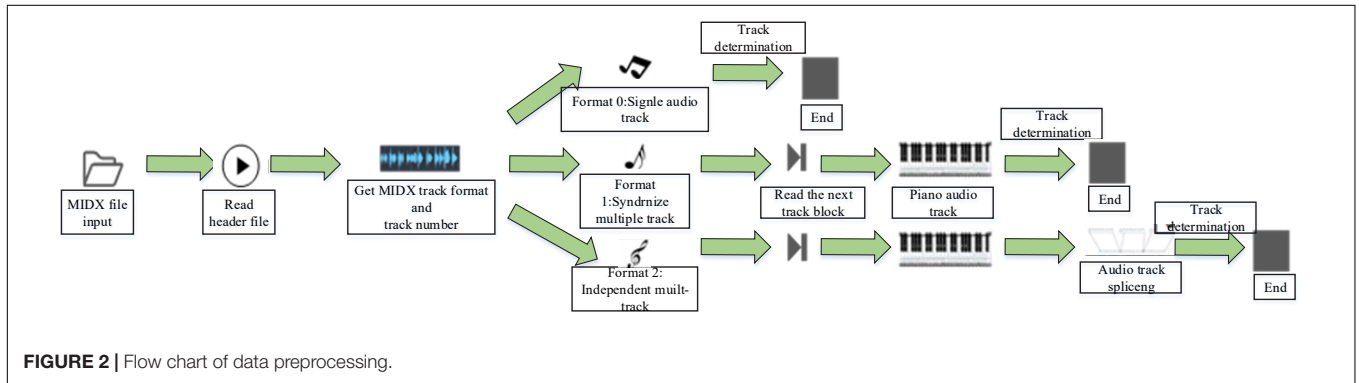 Track
determination
Format 0:Signle audio
track
End
Track
determination
MIDX file
input
Read
header file
Get MIDX track format
and
track number
Format
1:Syndrnize
multiple track
Read the next
track block
Piano audio
track
End
Track
determination
Format 2:
Independent muilt-
track
Audio track
spliceng
End
FIGURE 2 | Flow chart of data preprocessing.